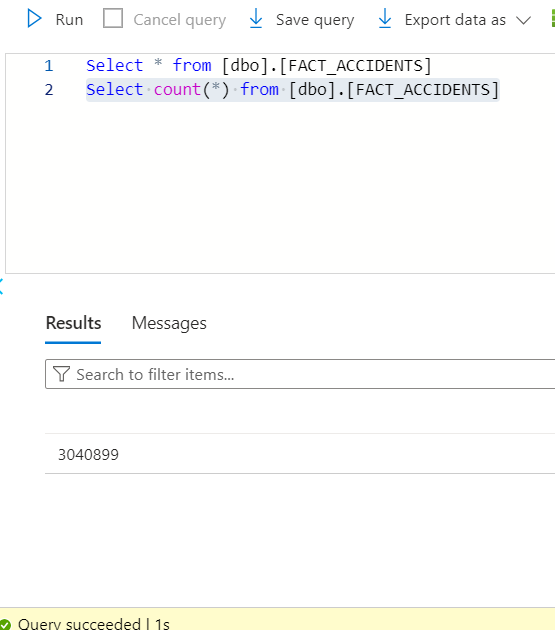 Run Cancel query Save query Export data as
1 Select * from [dbo].[FACT_ACCIDENTS]
2 Select count(*) from [dbo].[FACT_ACCIDENTS]
Results Messages
Search to filter items...
3040899
Query succeeded | 1s